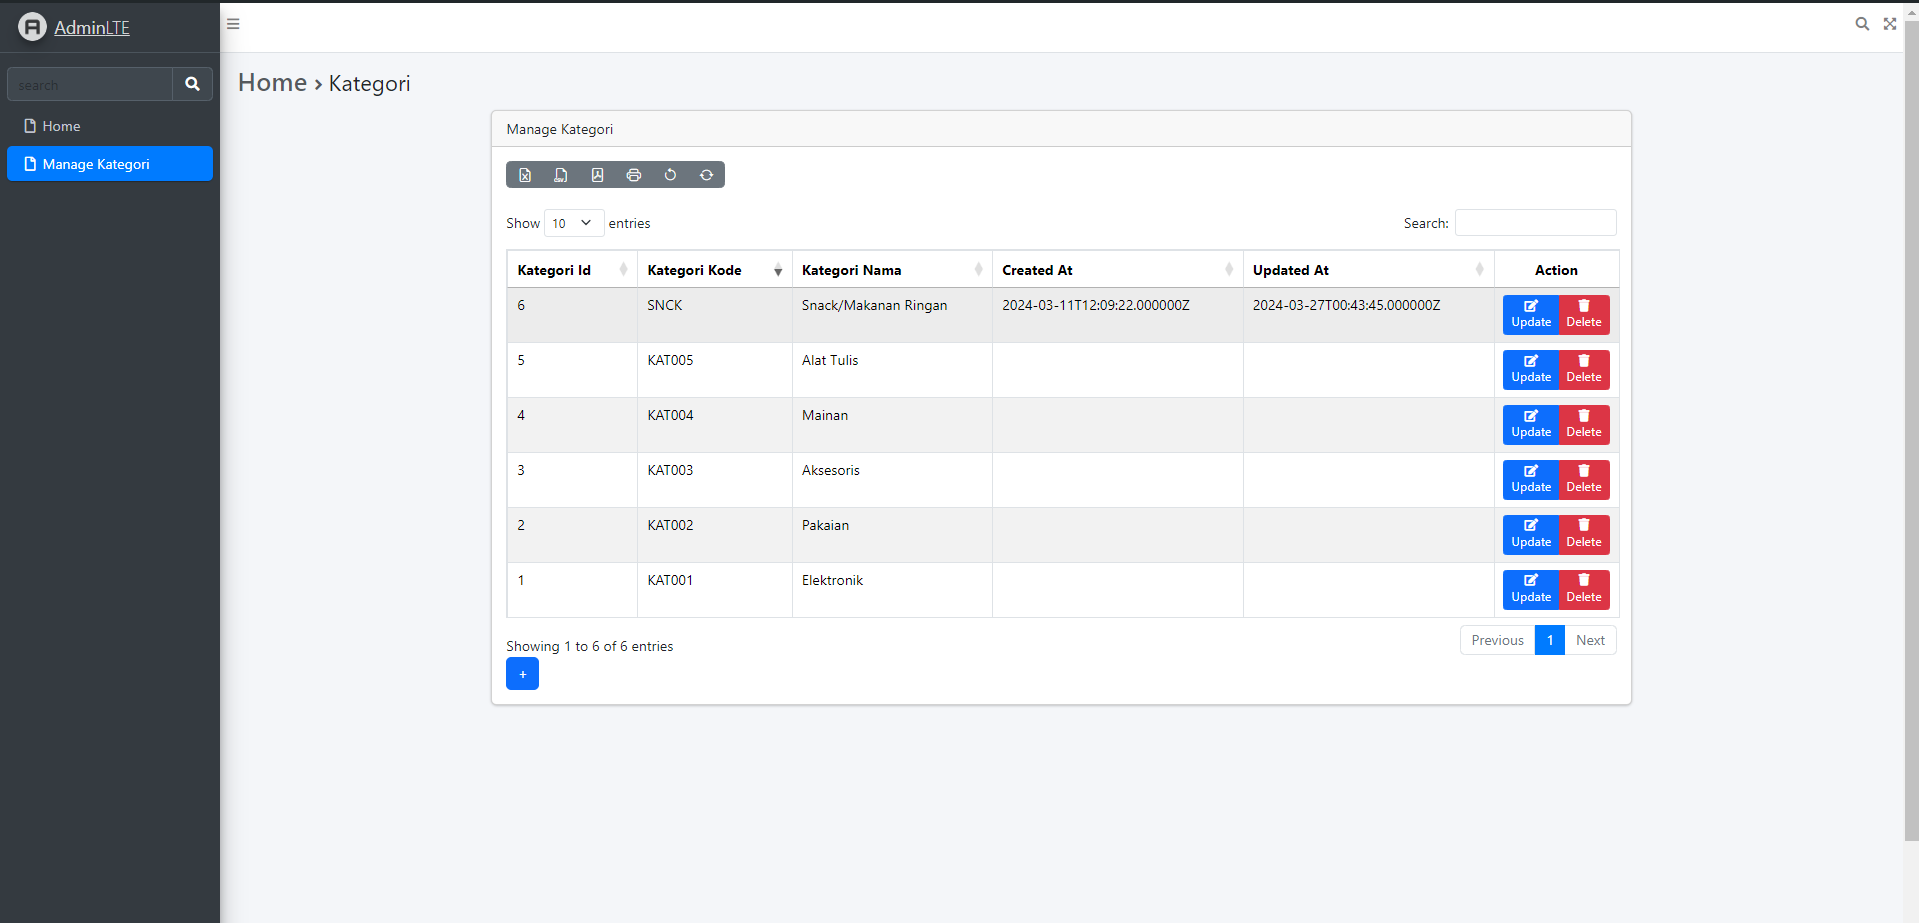 AdminLTE
search
Home
Manage Kategori
Home › Kategori
Manage Kategori
Show 10 entries
Search:
Kategori Id Kategori Kode Kategori Nama Created At Updated At Action
6 SNCK Snack/Makanan Ringan 2024-03-11T12:09:22.000000Z 2024-03-27T00:43:45.000000Z Update Delete
5 KAT005 Alat Tulis Update Delete
4 KAT004 Mainan Update Delete
3 KAT003 Aksesoris Update Delete
2 KAT002 Pakaian Update Delete
1 KAT001 Elektronik Update Delete
Showing 1 to 6 of 6 entries
Previous 1 Next
+